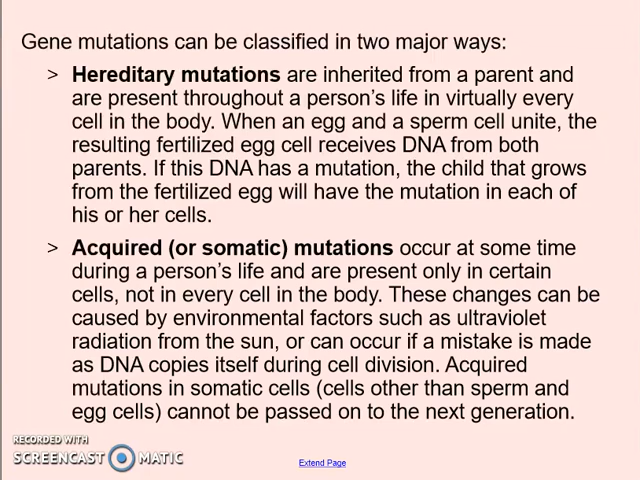 Gene mutations can be classified in two major ways:
> Hereditary mutations are inherited from a parent and
are present throughout a person's life in virtually every
cell in the body. When an egg and a sperm cell unite, the
resulting fertilized egg cell receives DNA from both
parents. If this DNA has a mutation, the child that grows
from the fertilized egg will have the mutation in each of
his or her cells.
> Acquired (or somatic) mutations occur at some time
during a person's life and are present only in certain
cells, not in every cell in the body. These changes can be
caused by environmental factors such as ultraviolet
radiation from the sun, or can occur if a mistake is made
as DNA copies itself during cell division. Acquired
mutations in somatic cells (cells other than sperm and
egg cells) cannot be passed on to the next generation.
RECORDED WITH
SCREENCAST MATIC
Extend Page